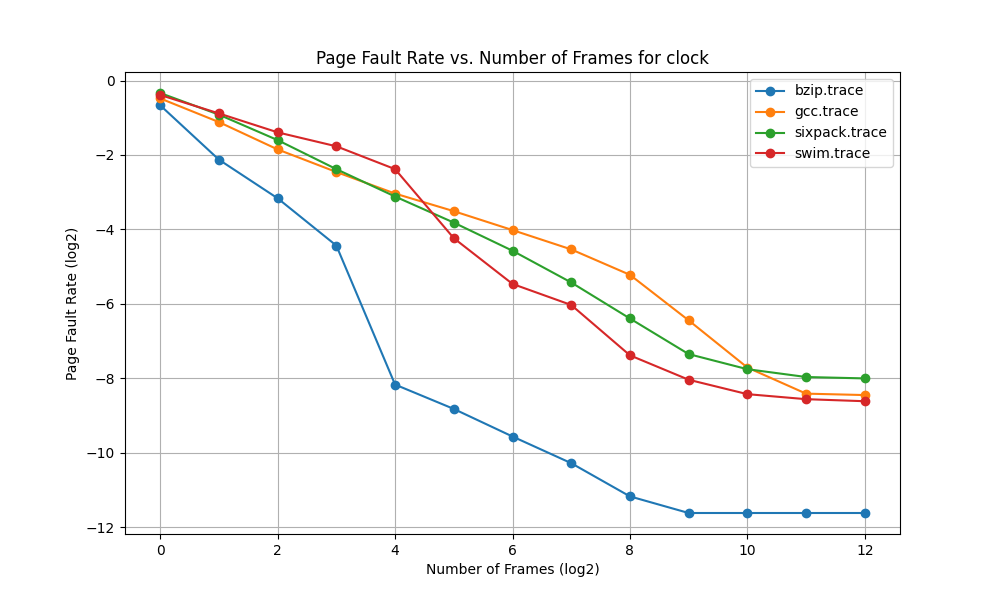 Page Fault Rate vs. Number of Frames for clock
bzip.trace
gcc.trace
sixpack.trace
swim.trace
Page Fault Rate (log2)
0
−2
−4
−6
−8
−10
−12
0 2 4 6 8 10 12
Number of Frames (log2)